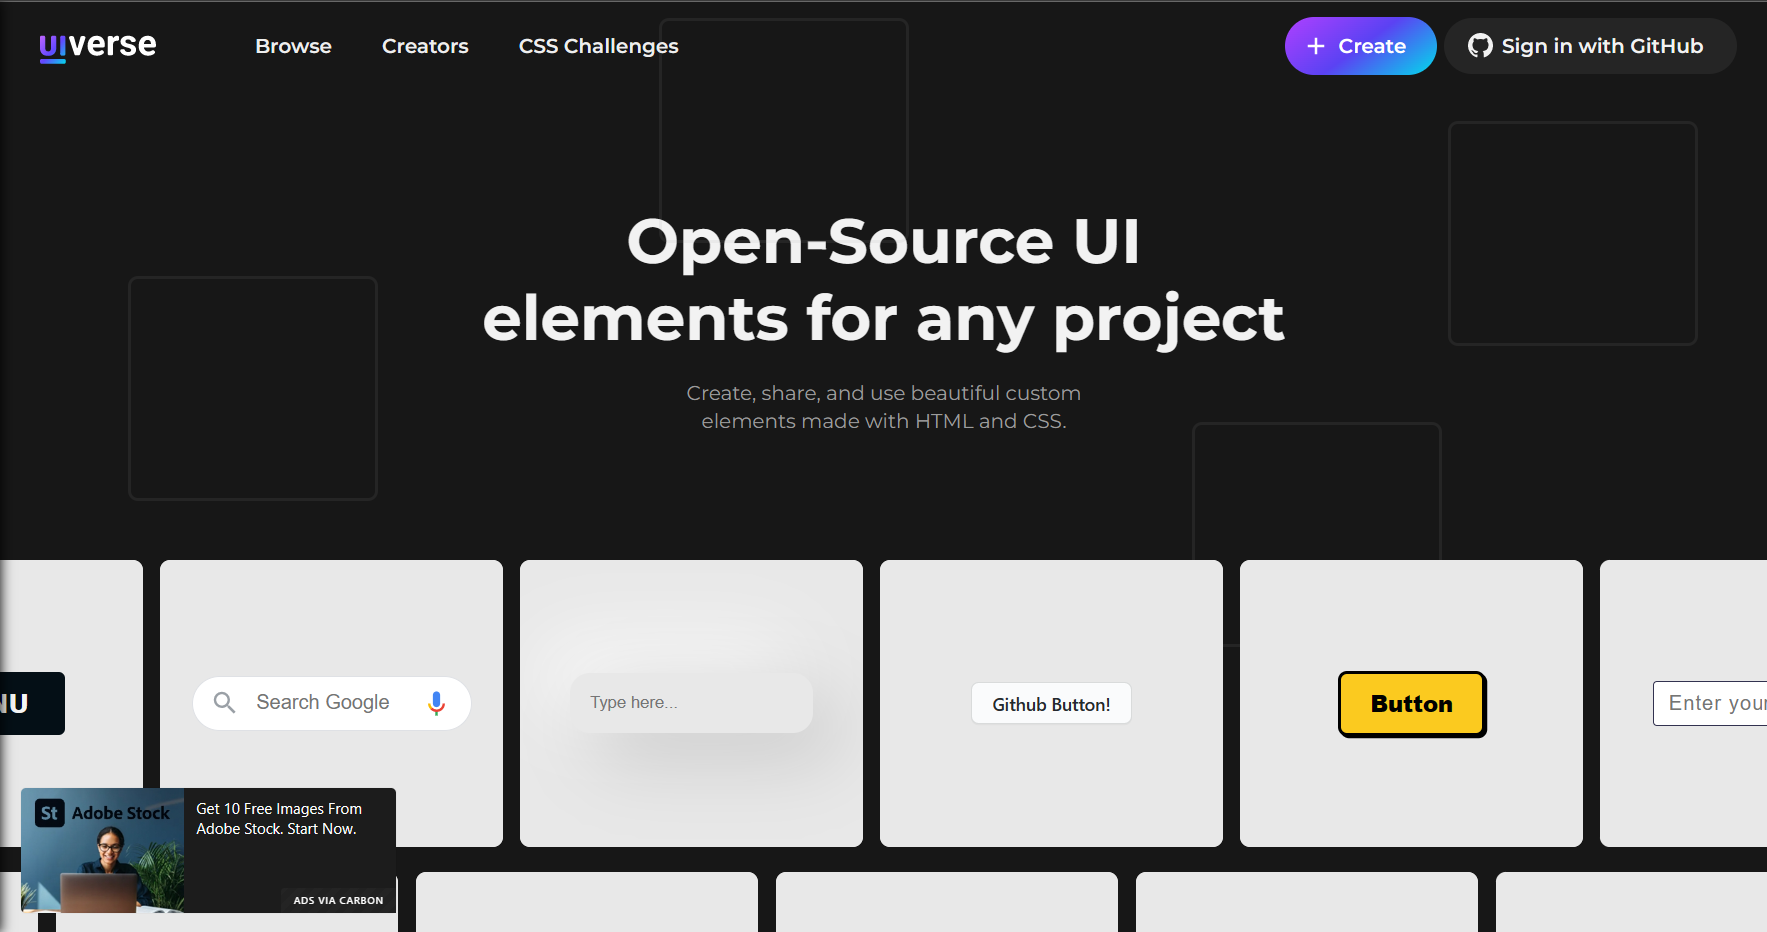 uiverse
Browse
Creators
CSS Challenges
+ Create
Sign in with GitHub
Open-Source UI
elements for any project
Create, share, and use beautiful custom
elements made with HTML and CSS.
NU
Search Google
Type here...
Github Button!
Button
Enter your
St Adobe Stock
Get 10 Free Images From
Adobe Stock. Start Now.
ADS VIA CARBON